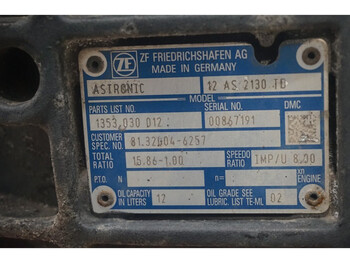 ZF FRIEDRICHSHAFEN AG
MADE IN GERMANY
ASTRONIC 12 AS 2130 TD
MODEL
PARTS LIST NO. SERIAL NO. DMC
1353 030 012 00867191
CUSTOMER SPEC. NO. 81.32004-6257
TOTAL RATIO 15.86-1.00 SPEEDO RATIO IMP/U 8.00
P.T.O. N n= xn ENGINE
OIL CAPACITY IN LITERS 12 OIL GRADE SEE LUBRIC. LIST TE-ML 02